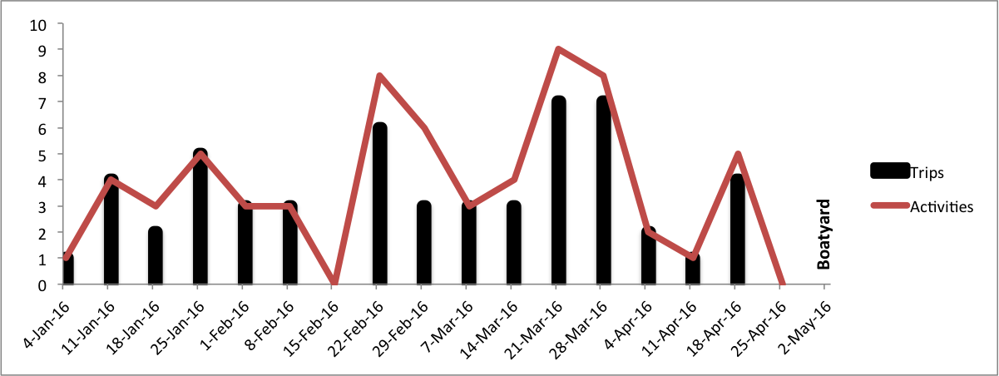 10
9
8
7
6
5
4
3
2
1
0
4-Jan-16
11-Jan-16
18-Jan-16
25-Jan-16
1-Feb-16
8-Feb-16
15-Feb-16
22-Feb-16
29-Feb-16
7-Mar-16
14-Mar-16
21-Mar-16
28-Mar-16
4-Apr-16
11-Apr-16
18-Apr-16
25-Apr-16
2-May-16
Boatyard
Trips
Activities